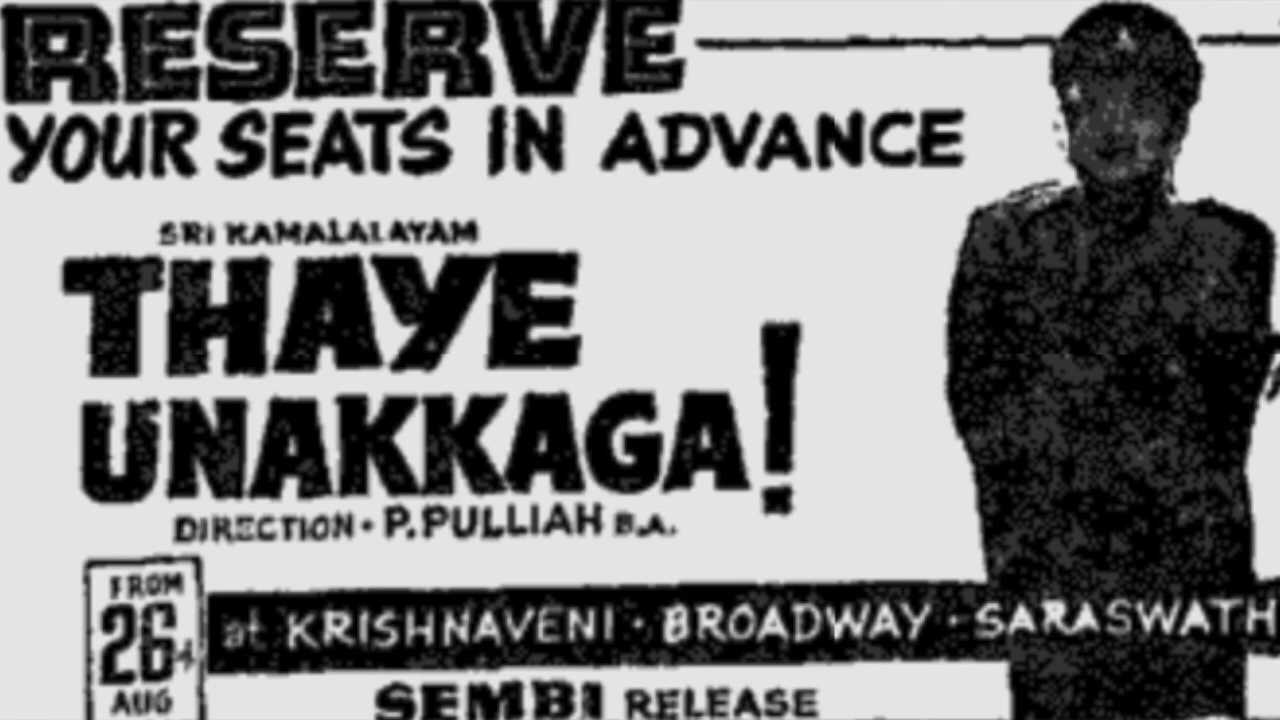 RESERVE
YOUR SEATS IN ADVANCE
SRI KAMALALAYAM
THAYE
UNAKKAGA!
DIRECTION · P. PULLIAH B.A.
FROM
26
AUG
at KRISHNAVENI · BROADWAY · SARASWATH
SEMBI RELEASE